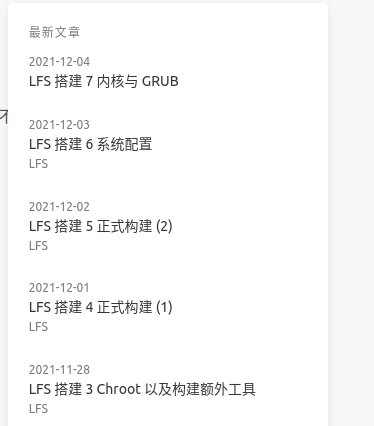 最新文章
2021-12-04
LFS 搭建 7 内核与 GRUB
2021-12-03
LFS 搭建 6 系统配置
LFS
2021-12-02
LFS 搭建 5 正式构建 (2)
LFS
2021-12-01
LFS 搭建 4 正式构建 (1)
LFS
2021-11-28
LFS 搭建 3 Chroot 以及构建额外工具
LFS